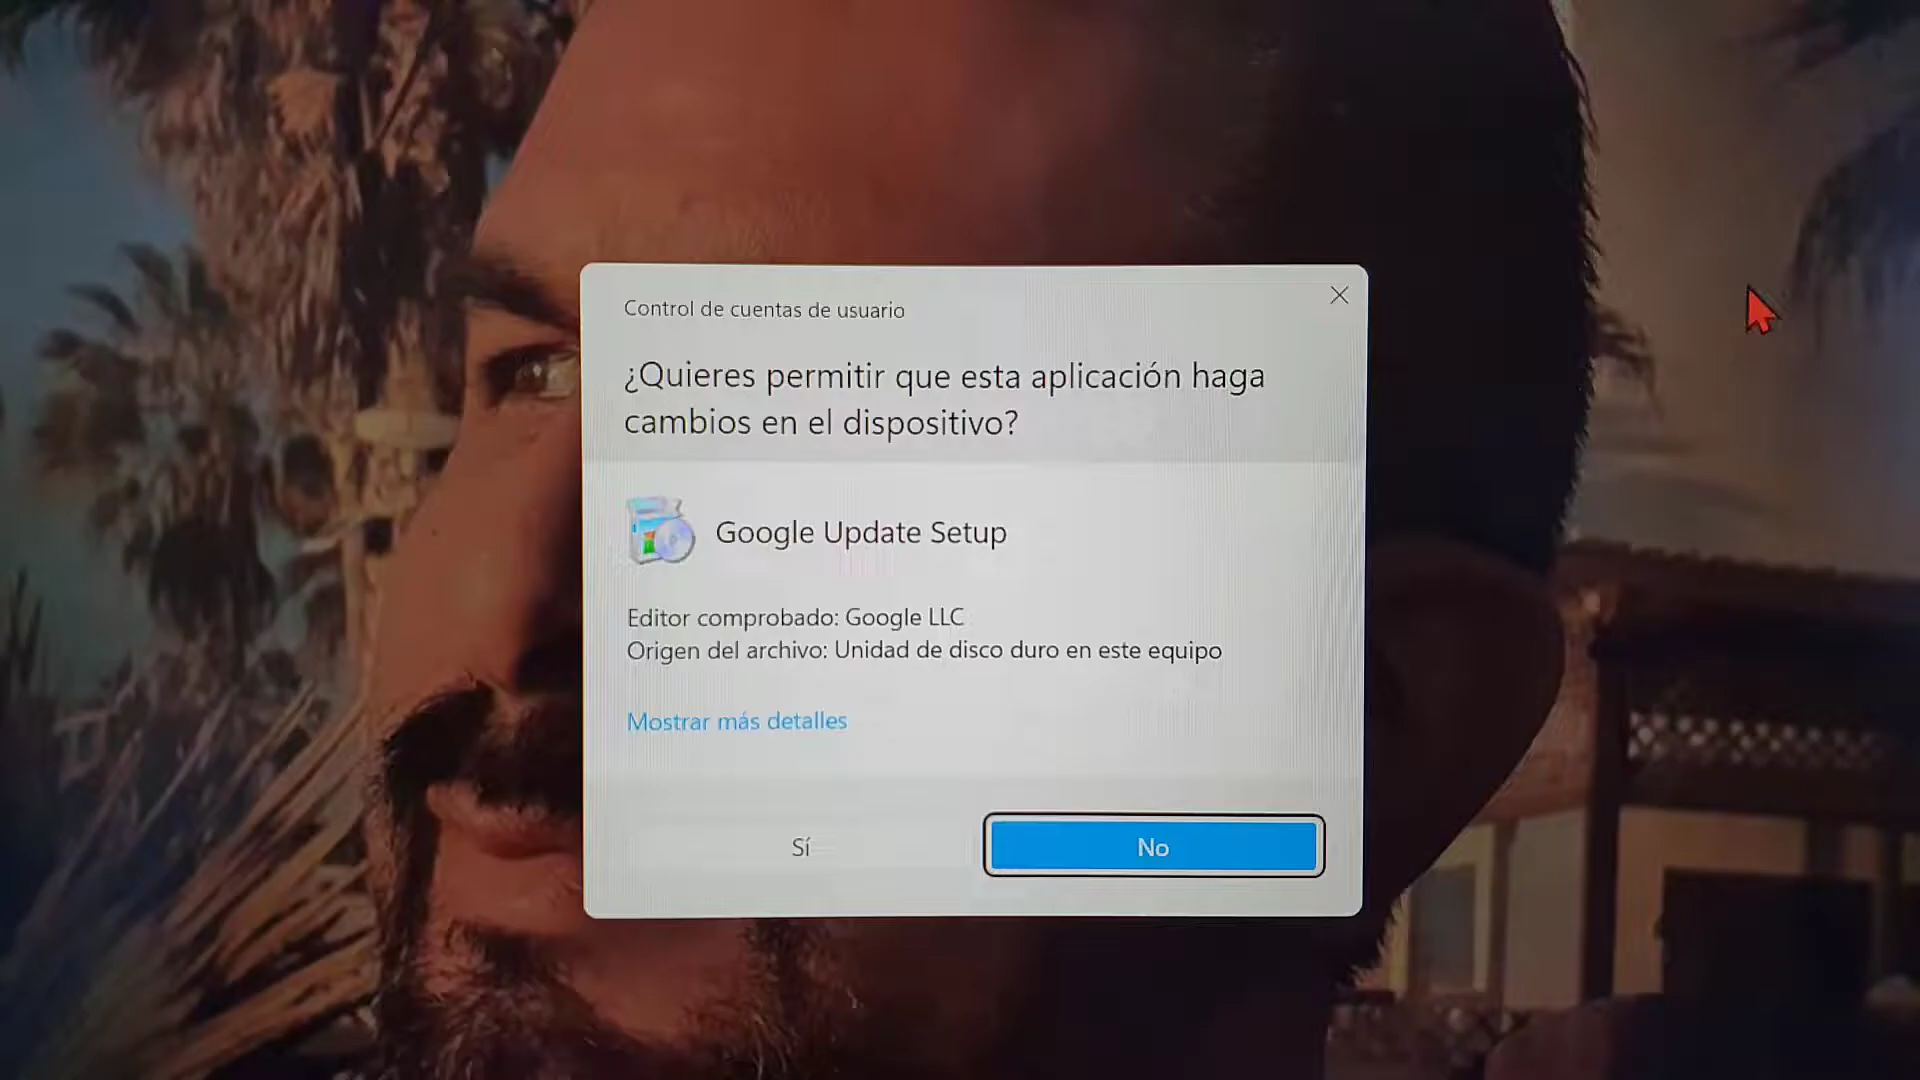 Control de cuentas de usuario
¿Quieres permitir que esta aplicación haga
cambios en el dispositivo?
Google Update Setup
Editor comprobado: Google LLC
Origen del archivo: Unidad de disco duro en este equipo
Mostrar más detalles
Sí
No